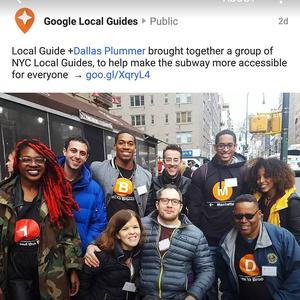 Google Local Guides ▸ Public
2d
Local Guide +Dallas Plummer brought together a group of
NYC Local Guides, to help make the subway more accessible
for everyone → goo.gl/XqryL4
B
M
D